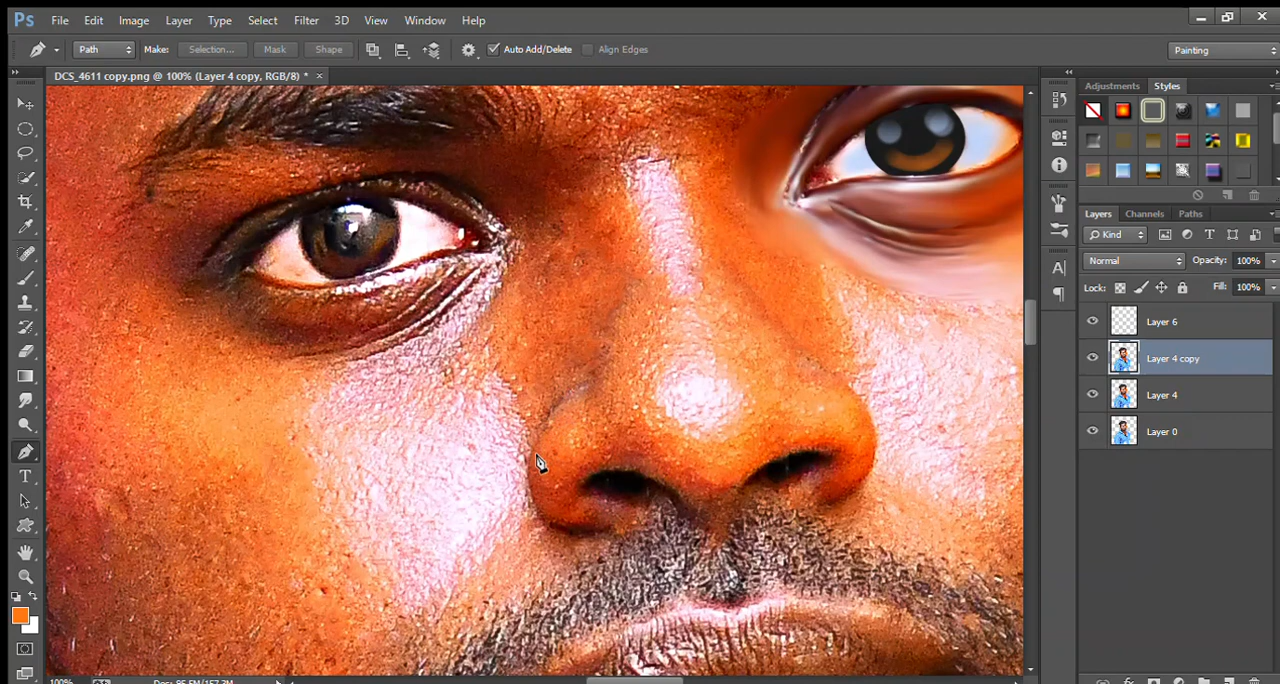 Ps File Edit Image Layer Type Select Filter 3D View Window Help
Path Make: Selection... Mask Shape Auto Add/Delete Align Edges Painting
DCS_4611 copy.png @ 100% (Layer 4 copy, RGB/8) * ×
Adjustments Styles
Layers Channels Paths
Kind
Normal Opacity: 100%
Lock: Fill: 100%
Layer 6
Layer 4 copy
Layer 4
Layer 0
100%